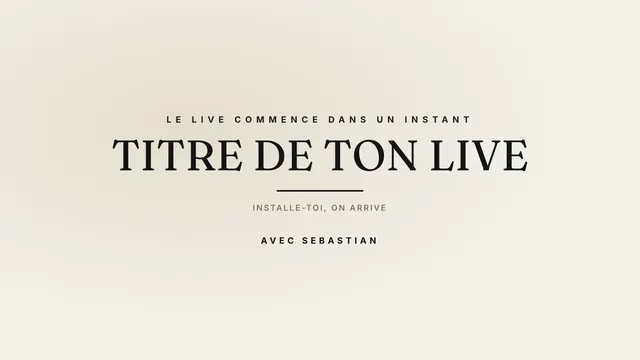 LE LIVE COMMENCE DANS UN INSTANT
TITRE DE TON LIVE
INSTALLE-TOI, ON ARRIVE
AVEC SEBASTIAN